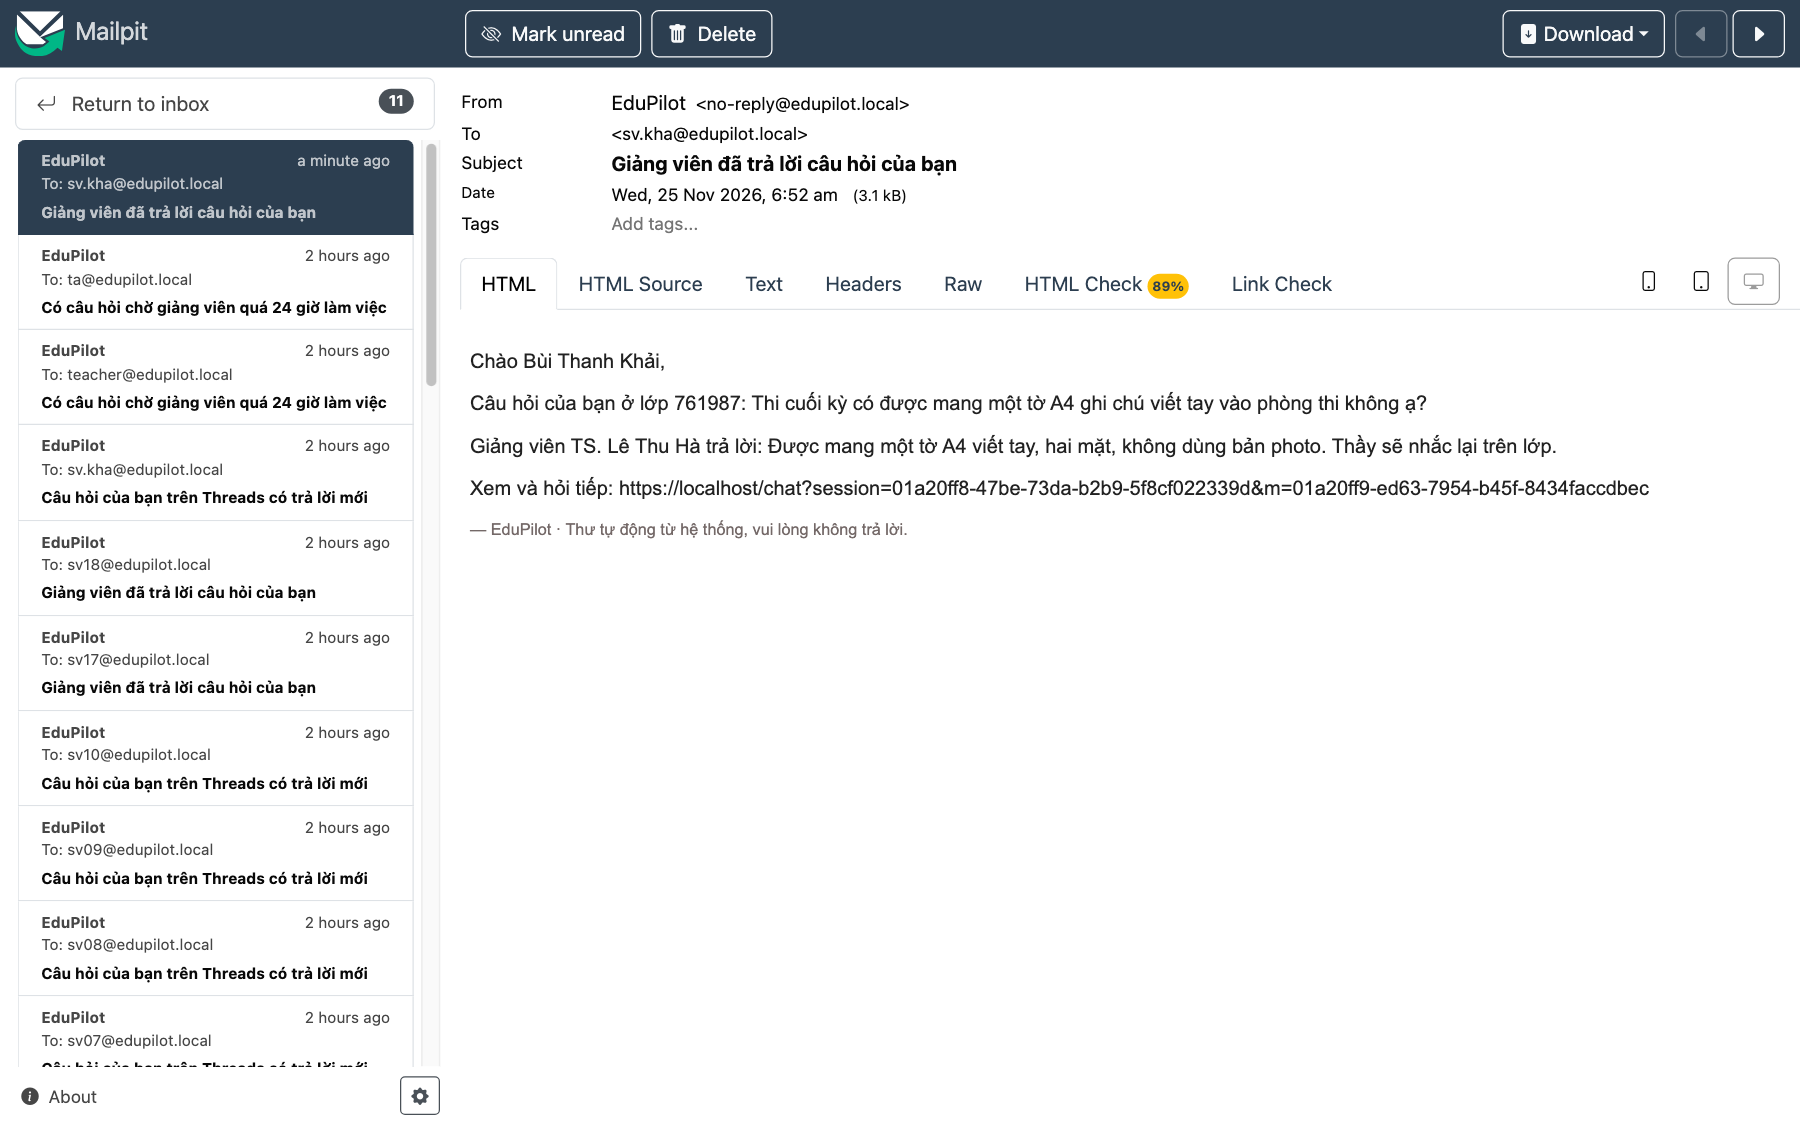 Mailpit
Mark unread
Delete
Download
Return to inbox
11
EduPilot
a minute ago
To: sv.kha@edupilot.local
Giảng viên đã trả lời câu hỏi của bạn
EduPilot
2 hours ago
To: ta@edupilot.local
Có câu hỏi chờ giảng viên quá 24 giờ làm việc
EduPilot
2 hours ago
To: teacher@edupilot.local
Có câu hỏi chờ giảng viên quá 24 giờ làm việc
EduPilot
2 hours ago
To: sv.kha@edupilot.local
Câu hỏi của bạn trên Threads có trả lời mới
EduPilot
2 hours ago
To: sv18@edupilot.local
Giảng viên đã trả lời câu hỏi của bạn
EduPilot
2 hours ago
To: sv17@edupilot.local
Giảng viên đã trả lời câu hỏi của bạn
EduPilot
2 hours ago
To: sv10@edupilot.local
Câu hỏi của bạn trên Threads có trả lời mới
EduPilot
2 hours ago
To: sv09@edupilot.local
Câu hỏi của bạn trên Threads có trả lời mới
EduPilot
2 hours ago
To: sv08@edupilot.local
Câu hỏi của bạn trên Threads có trả lời mới
EduPilot
2 hours ago
To: sv07@edupilot.local
Câu hỏi của bạn trên Threads có trả lời mới
About
From EduPilot <no-reply@edupilot.local>
To <sv.kha@edupilot.local>
Subject Giảng viên đã trả lời câu hỏi của bạn
Date Wed, 25 Nov 2026, 6:52 am (3.1 kB)
Tags Add tags...
HTML
HTML Source
Text
Headers
Raw
HTML Check 89%
Link Check
Chào Bùi Thanh Khải,
Câu hỏi của bạn ở lớp 761987: Thi cuối kỳ có được mang một tờ A4 ghi chú viết tay vào phòng thi không ạ?
Giảng viên TS. Lê Thu Hà trả lời: Được mang một tờ A4 viết tay, hai mặt, không dùng bản photo. Thầy sẽ nhắc lại trên lớp.
Xem và hỏi tiếp: https://localhost/chat?session=01a20ff8-47be-73da-b2b9-5f8cf022339d&m=01a20ff9-ed63-7954-b45f-8434faccdbec
— EduPilot · Thư tự động từ hệ thống, vui lòng không trả lời.